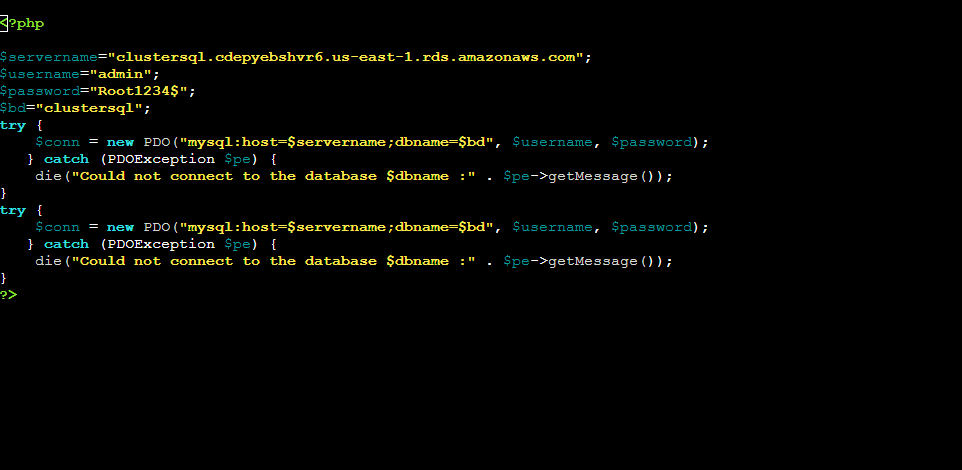 <?php
$servername="clustersql.cdepyebshvr6.us-east-1.rds.amazonaws.com";
$username="admin";
$password="Root1234$";
$bd="clustersql";
try {
    $conn = new PDO("mysql:host=$servername;dbname=$bd", $username, $password);
   } catch (PDOException $pe) {
    die("Could not connect to the database $dbname :" . $pe->getMessage());
}
try {
    $conn = new PDO("mysql:host=$servername;dbname=$bd", $username, $password);
   } catch (PDOException $pe) {
    die("Could not connect to the database $dbname :" . $pe->getMessage());
}
?>